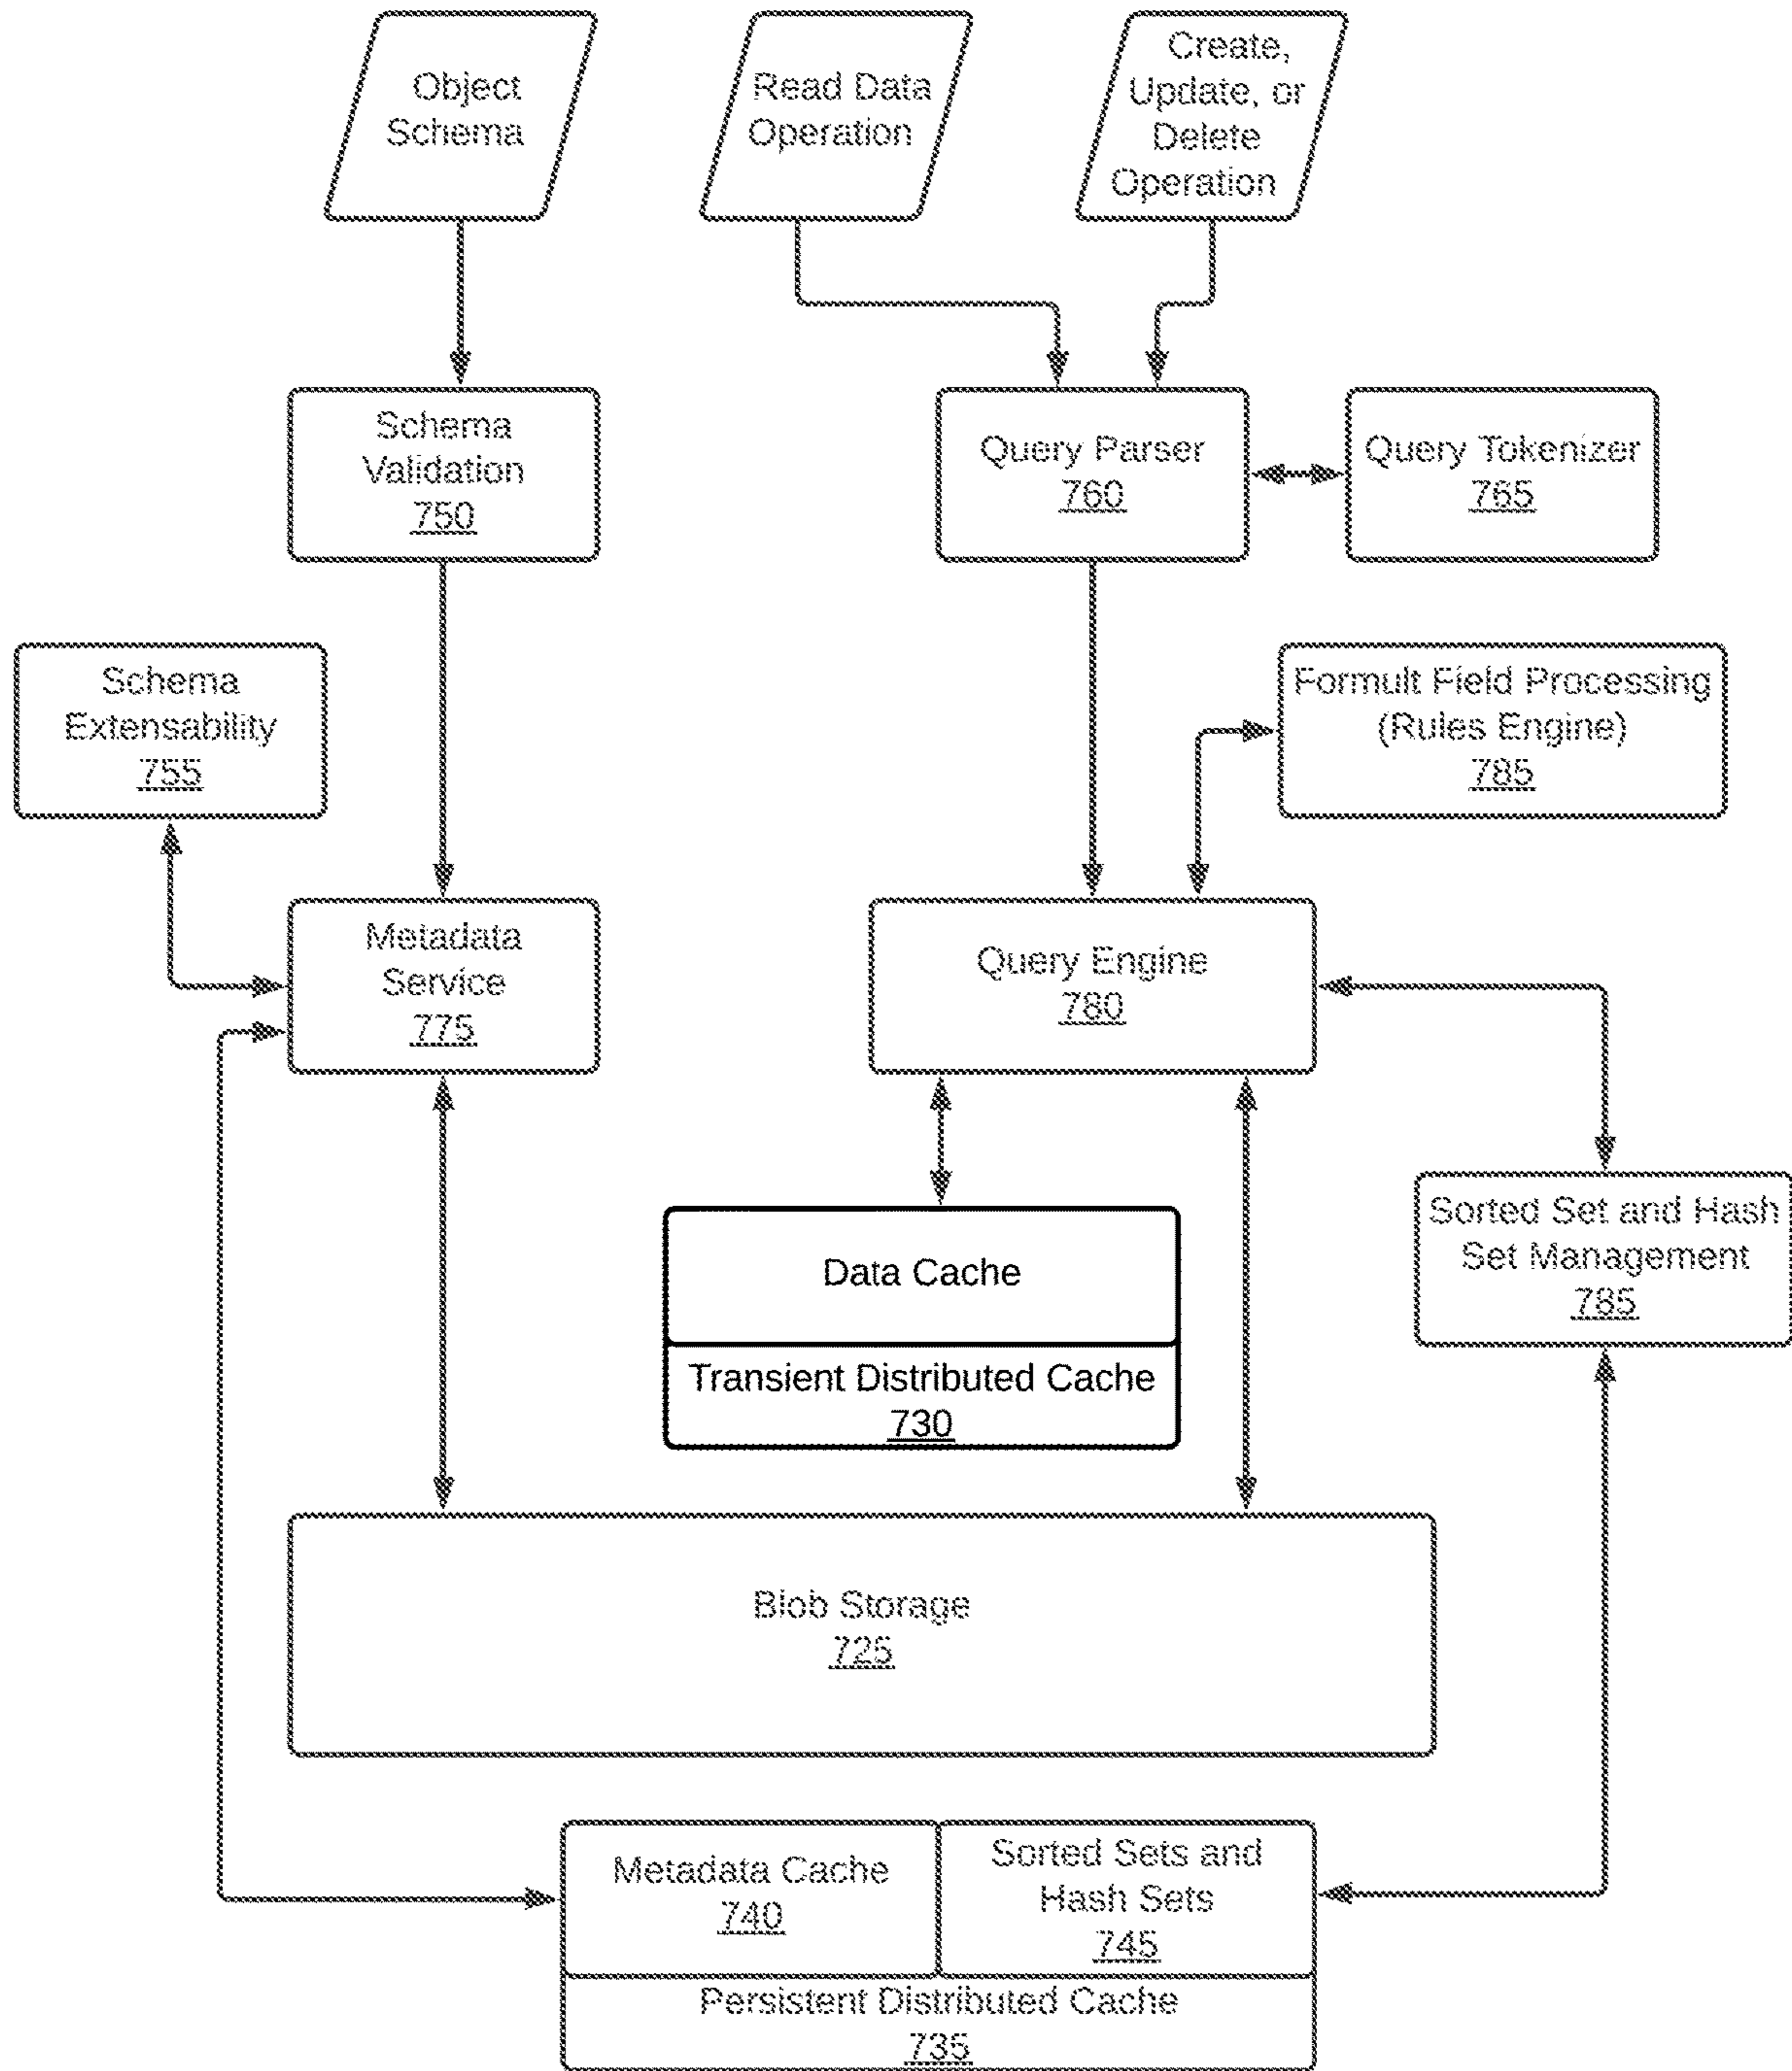 Object
Schema
Read Data
Operation
Create,
Update, or
Delete
Operation
Schema
Validation
750
Query Parser
760
Query Tokenizer
765
Schema
Extensability
755
Formult Field Processing
(Rules Engine)
785
Metadata
Service
775
Query Engine
780
Data Cache
Transient Distributed Cache
730
Sorted Set and Hash
Set Management
785
Blob Storage
725
Metadata Cache
740
Sorted Sets and
Hash Sets
745
Persistent Distributed Cache
735